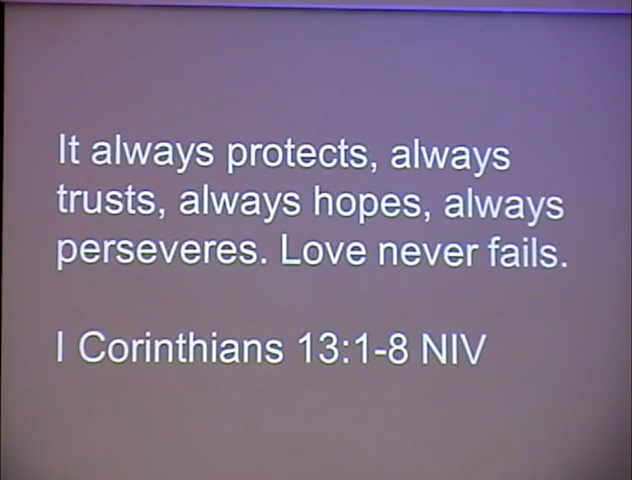 It always protects, always
trusts, always hopes, always
perseveres. Love never fails.
I Corinthians 13:1-8 NIV